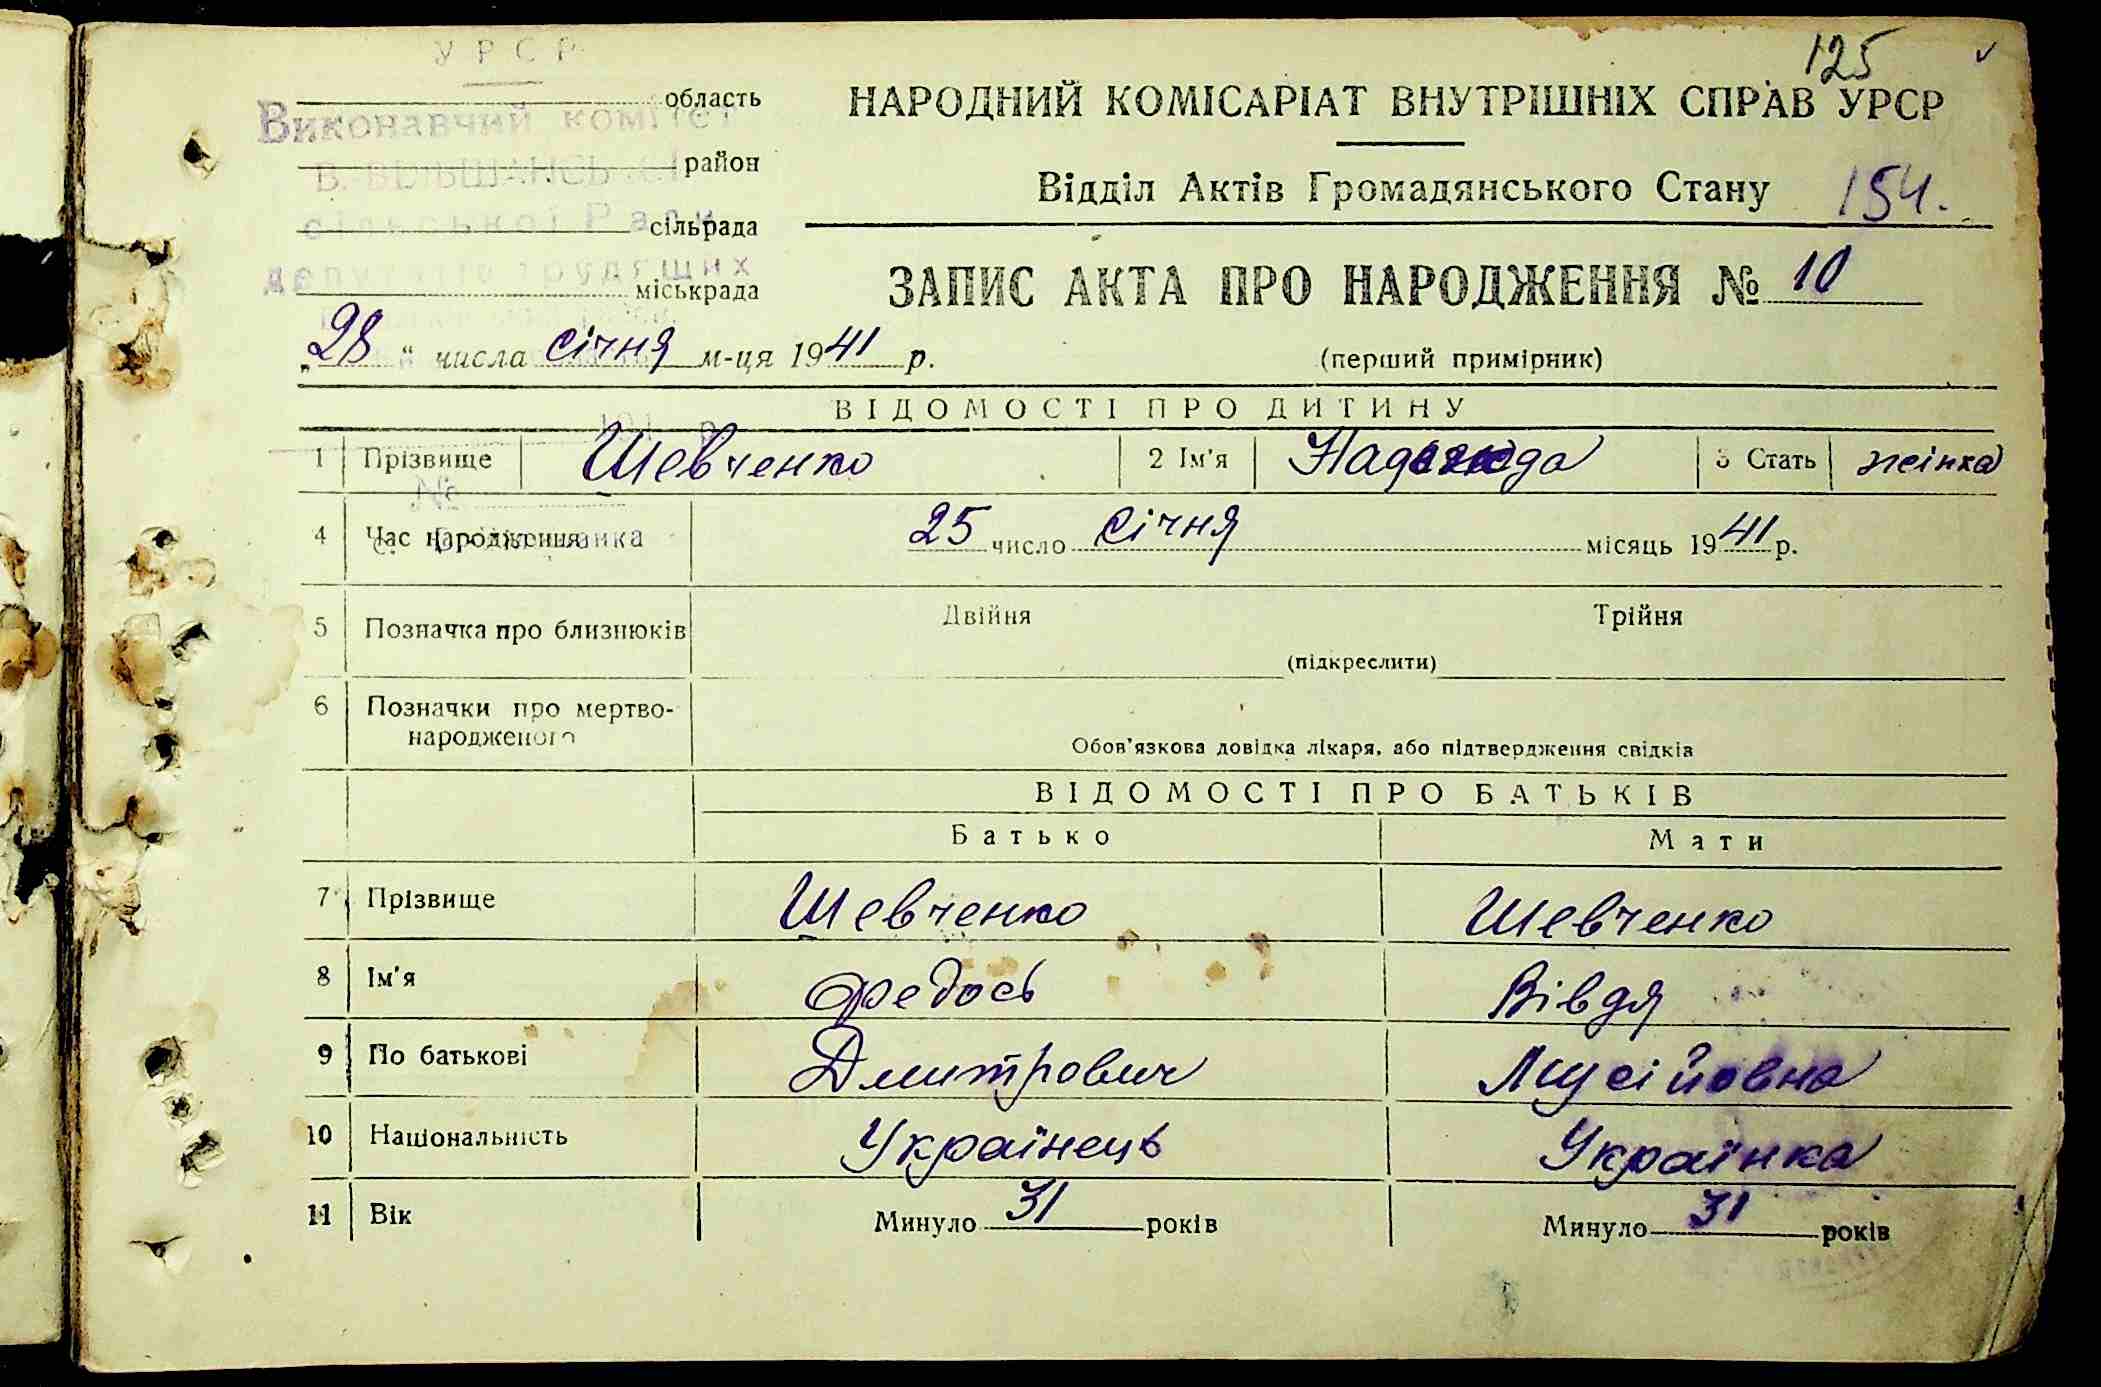 УРСР
125
область
НАРОДНИЙ КОМІСАРІАТ ВНУТРІШНІХ СПРАВ УРСР
Виконавчий комітет
район
Відділ Актів Громадянського Стану 154.
сільської Ради
сільрада
депутатів трудящих
міськрада
ЗАПИС АКТА ПРО НАРОДЖЕННЯ № 10
„28“ числа січня м-ця 1941 р.
(перший примірник)
ВІДОМОСТІ ПРО ДИТИНУ
1 Прізвище Шевченко 2 Ім'я Надежда 3 Стать жінка
№
4 Час народження 25 число січня місяць 1941 р.
5 Позначка про близнюків Двійня Трійня
(підкреслити)
6 Позначки про мертво-
народженого
Обов'язкова довідка лікаря, або підтвердження свідків
ВІДОМОСТІ ПРО БАТЬКІВ
Батько Мати
7 Прізвище Шевченко Шевченко
8 Ім'я Федось Вівдя
9 По батькові Дмитрович Мусійовна
10 Національність Українець Українка
11 Вік Минуло 31 років Минуло 31 років